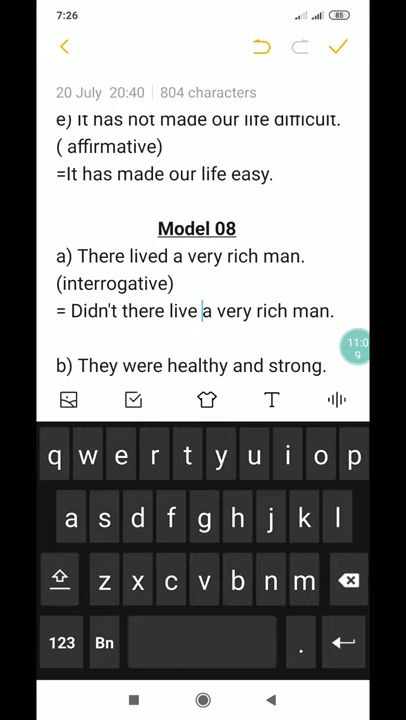 7:26
85
20 July 20:40 | 804 characters
e) It has not made our life difficult.
( affirmative)
=It has made our life easy.
Model 08
a) There lived a very rich man.
(interrogative)
= Didn't there live a very rich man.
11:0
9
b) They were healthy and strong.
T
q w e r t y u i o p
a s d f g h j k l
z x c v b n m
123 Bn .